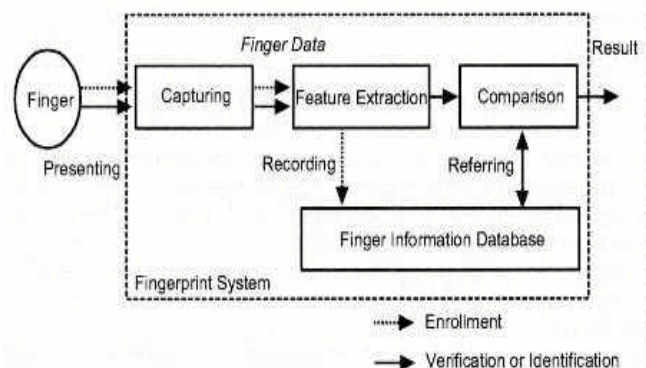 Finger Data
Result
Finger
Capturing
Feature Extraction
Comparison
Presenting
Recording
Referring
Finger Information Database
Fingerprint System
Enrollment
Verification or Identification